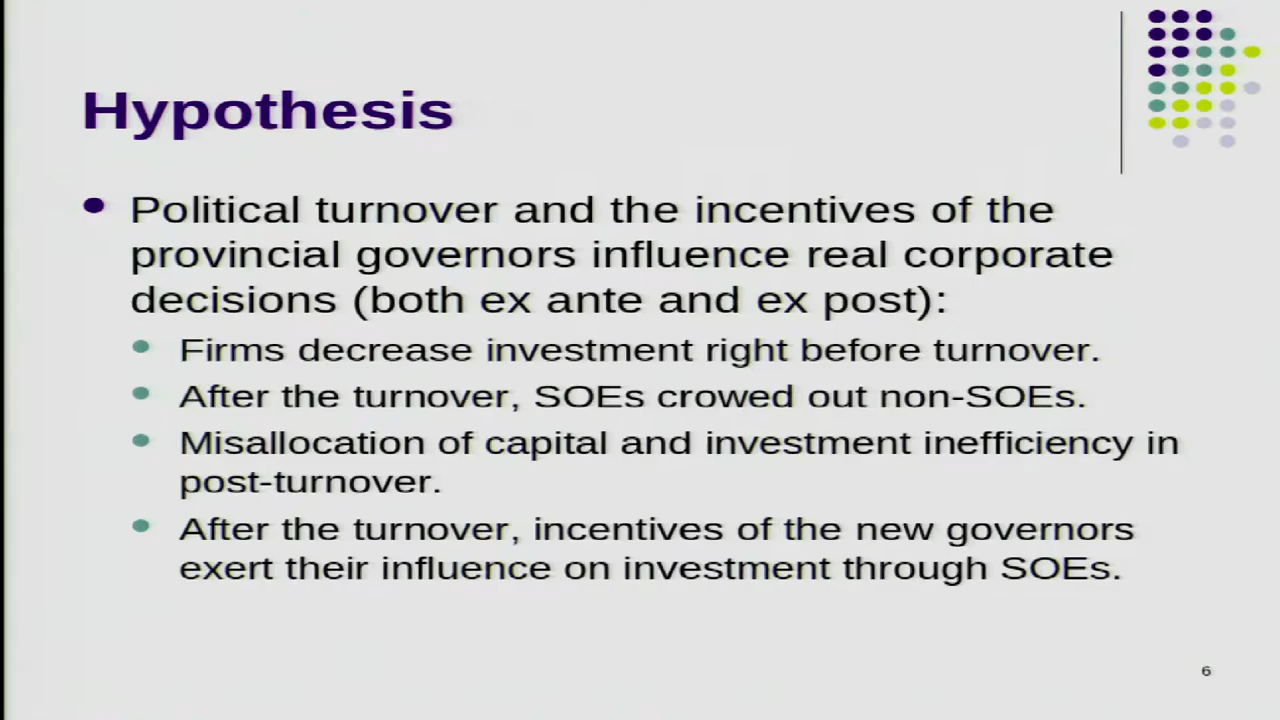 Hypothesis
Political turnover and the incentives of the
provincial governors influence real corporate
decisions (both ex ante and ex post):
Firms decrease investment right before turnover.
After the turnover, SOEs crowed out non-SOEs.
Misallocation of capital and investment inefficiency in
post-turnover.
After the turnover, incentives of the new governors
exert their influence on investment through SOEs.
6